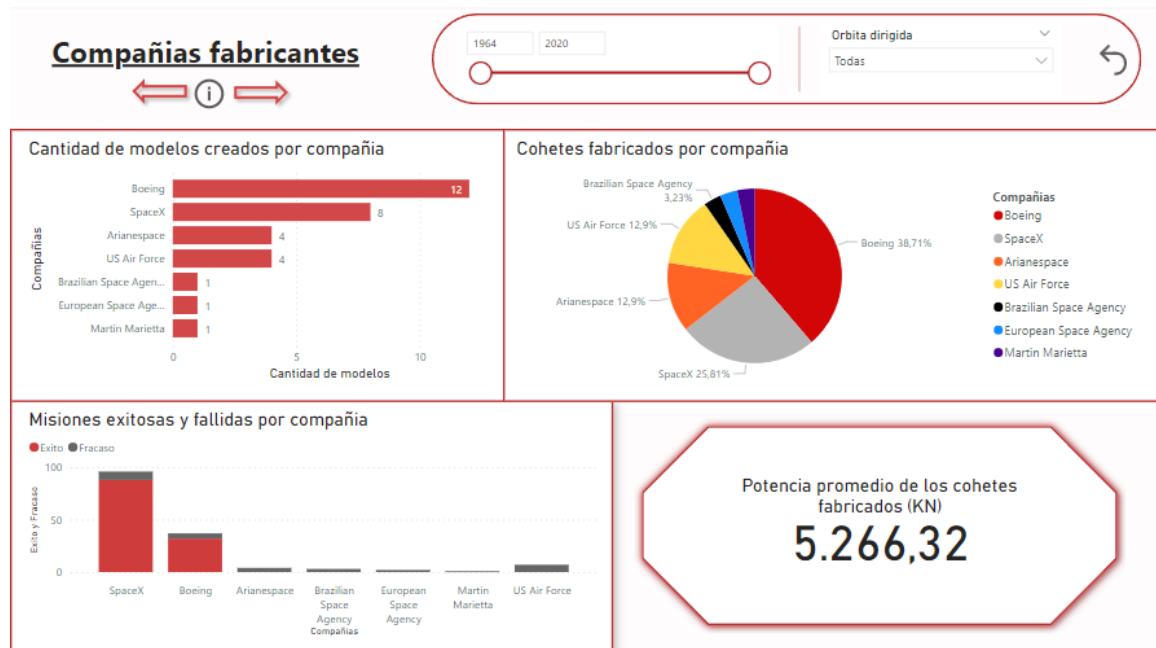 Compañias fabricantes
i
1964
2020
Orbita dirigida
Todas
Cantidad de modelos creados por compañia
Compañias
Boeing
12
SpaceX
8
Arianespace
4
US Air Force
4
Brazilian Space Agen...
1
European Space Age...
1
Martin Marietta
1
0
5
10
Cantidad de modelos
Cohetes fabricados por compañia
Brazilian Space Agency
3,23%
US Air Force 12,9%
Arianespace 12,9%
SpaceX 25,81%
Boeing 38,71%
Compañias
Boeing
SpaceX
Arianespace
US Air Force
Brazilian Space Agency
European Space Agency
Martin Marietta
Misiones exitosas y fallidas por compañia
Exito
Fracaso
Exito y Fracaso
100
50
0
SpaceX
Boeing
Arianespace
Brazilian
Space
Agency
European
Space
Agency
Martin
Marietta
US Air Force
Compañias
Potencia promedio de los cohetes
fabricados (KN)
5.266,32